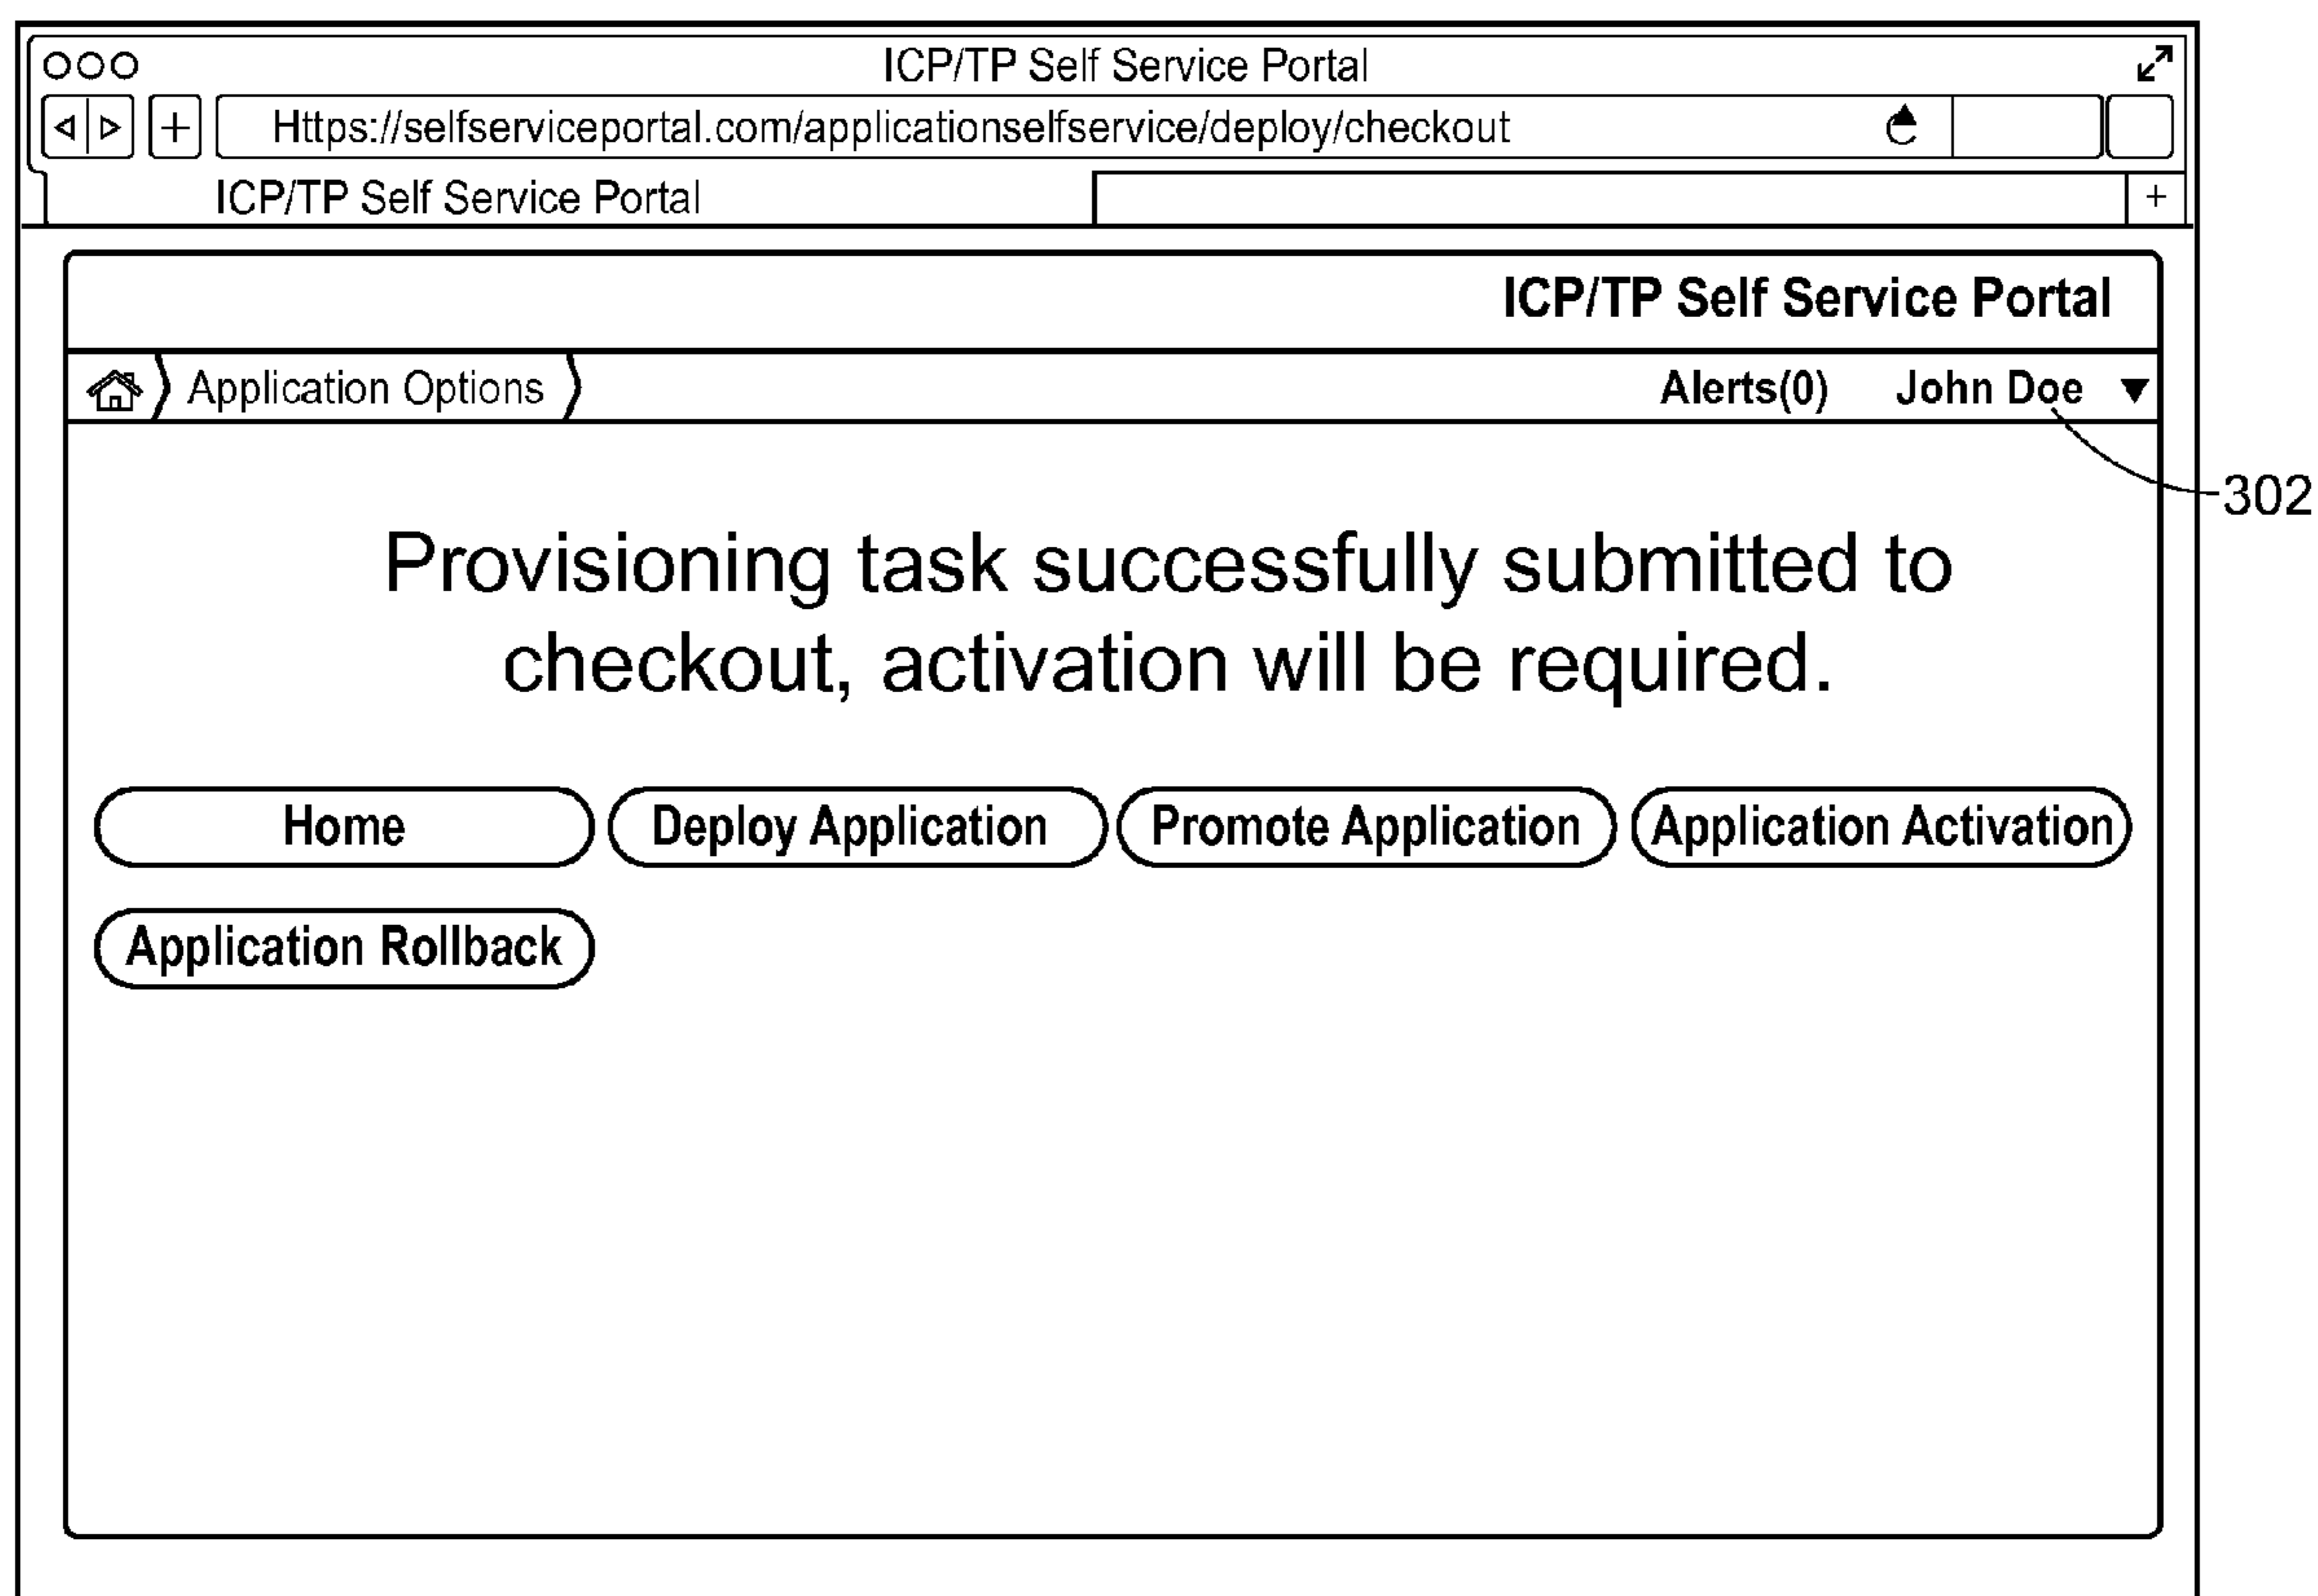 ICP/TP Self Service Portal
Https://selfserviceportal.com/applicationselfservice/deploy/checkout
ICP/TP Self Service Portal
+
ICP/TP Self Service Portal
Application Options Alerts(0) John Doe
302
Provisioning task successfully submitted to
checkout, activation will be required.
Home Deploy Application Promote Application Application Activation
Application Rollback